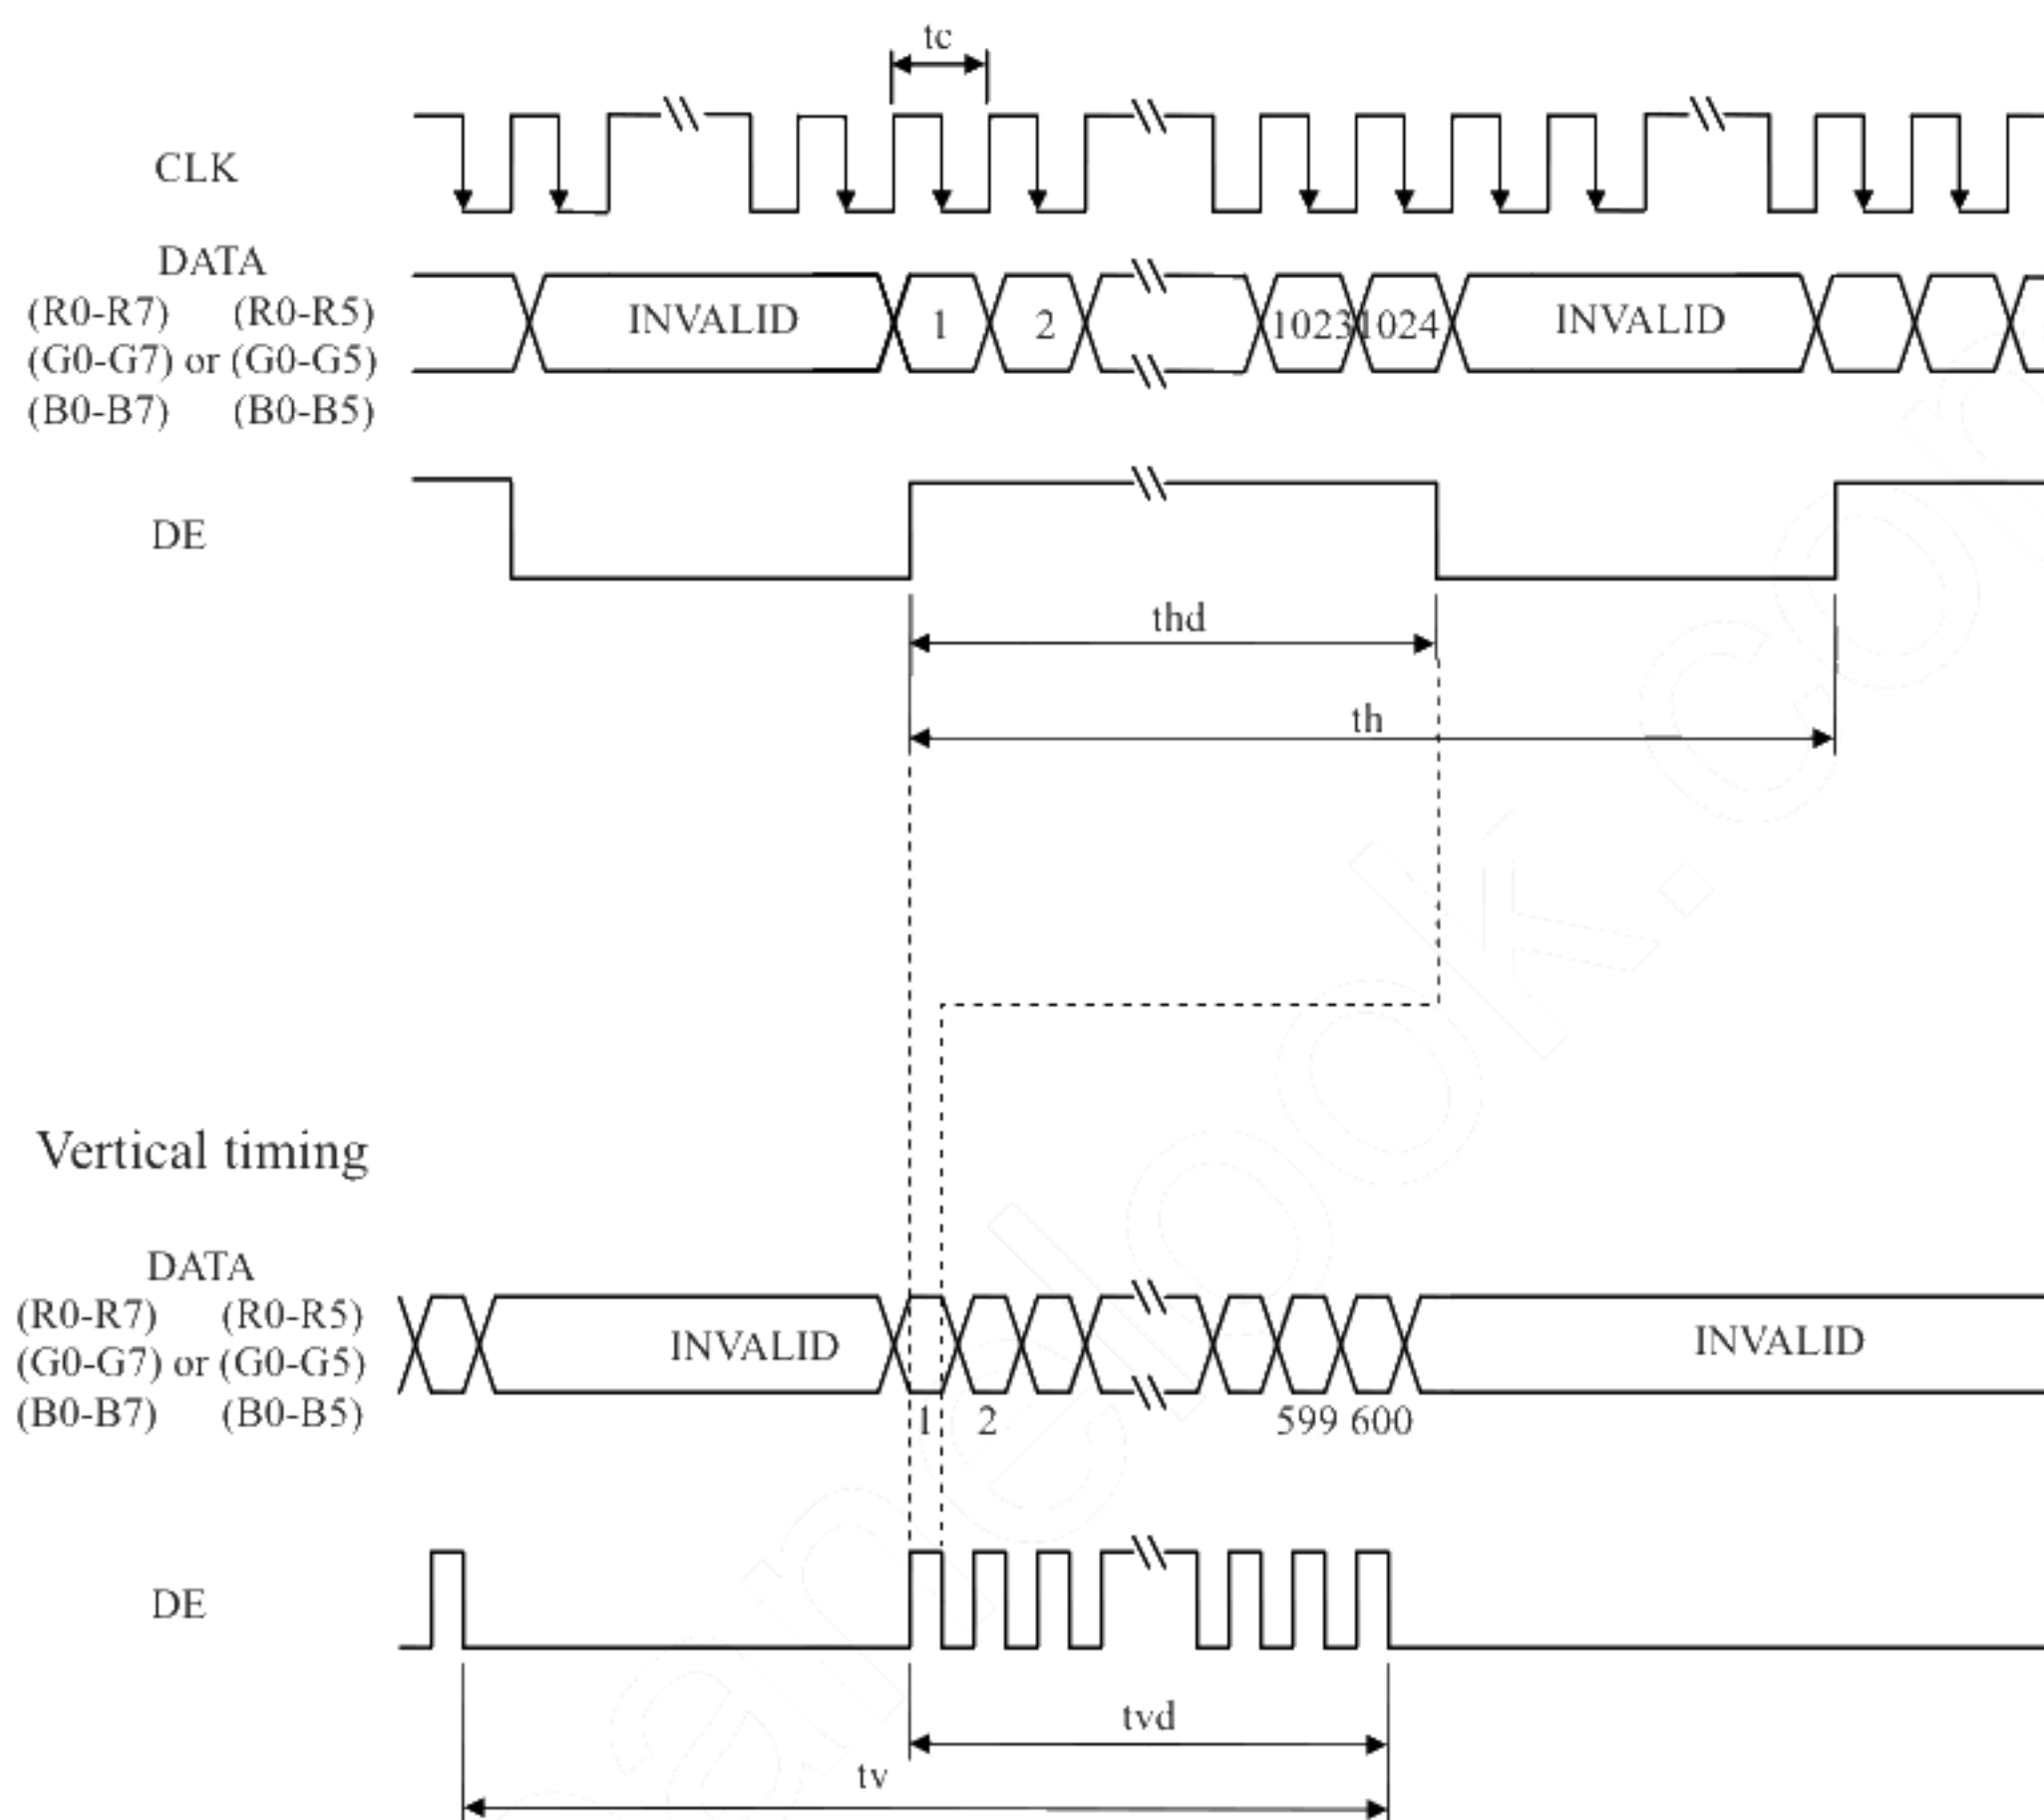 tc
CLK
DATA
(R0-R7) (R0-R5)
(G0-G7) or (G0-G5)
(B0-B7) (B0-B5)
INVALID 1 2 1023 1024 INVALID
DE
thd
th
Vertical timing
DATA
(R0-R7) (R0-R5)
(G0-G7) or (G0-G5)
(B0-B7) (B0-B5)
INVALID INVALID
1 2 599 600
DE
tvd
tv